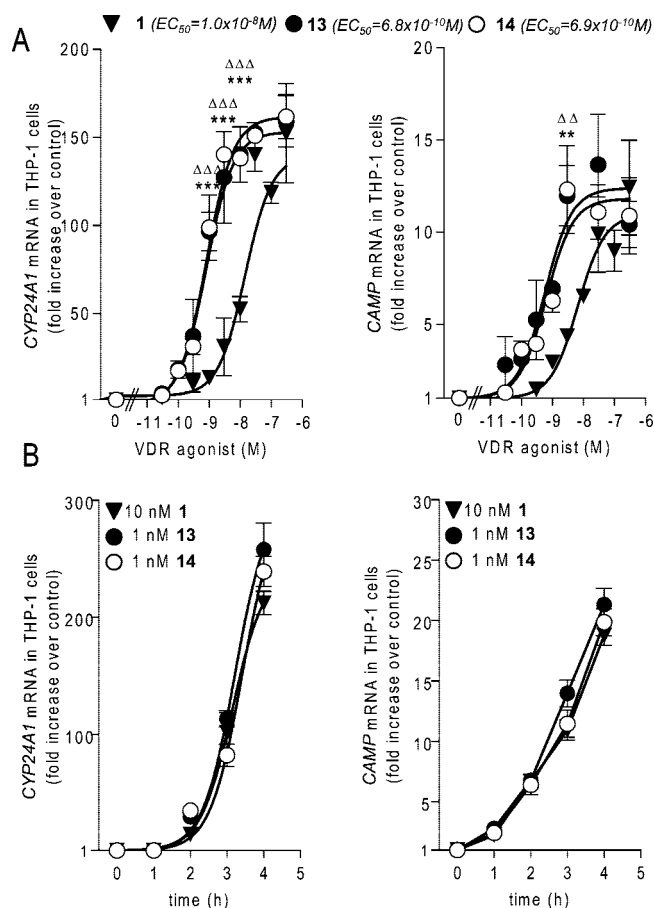 ▼ 1 (EC50=1.0x10-8M) ● 13 (EC50=6.8x10-10M) ○ 14 (EC50=6.9x10-10M)
A
CYP24A1 mRNA in THP-1 cells
(fold increase over control)
200
150
100
50
1
ΔΔΔ
***
ΔΔΔ
***
ΔΔΔ
***
0 -11 -10 -9 -8 -7 -6
VDR agonist (M)
CAMP mRNA in THP-1 cells
(fold increase over control)
20
15
10
5
1
ΔΔ
**
0 -11 -10 -9 -8 -7 -6
VDR agonist (M)
B
CYP24A1 mRNA in THP-1 cells
(fold increase over control)
300
200
100
1
▼ 10 nM 1
● 1 nM 13
○ 1 nM 14
0 1 2 3 4 5
time (h)
CAMP mRNA in THP-1 cells
(fold increase over control)
30
25
20
15
10
5
1
▼ 10 nM 1
● 1 nM 13
○ 1 nM 14
0 1 2 3 4 5
time (h)